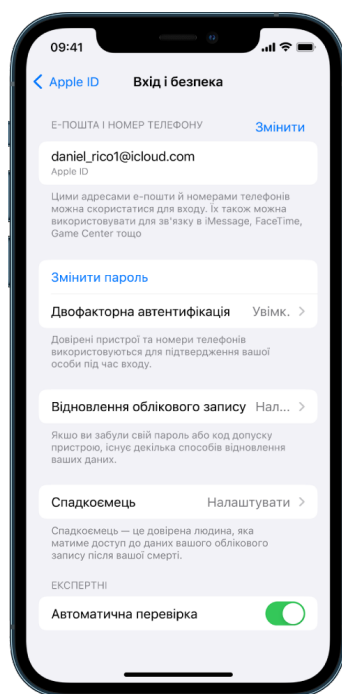 09:41
Apple ID
Вхід і безпека
Е-ПОШТА І НОМЕР ТЕЛЕФОНУ
Змінити
daniel_rico1@icloud.com
Apple ID
Цими адресами е-пошти й номерами телефонів
можна скористатися для входу. Їх також можна
використовувати для зв'язку в iMessage, FaceTime,
Game Center тощо
Змінити пароль
Двофакторна автентифікація Увімк.
Довірені пристрої та номери телефонів
використовуються для підтвердження вашої
особи під час входу.
Відновлення облікового запису Нал...
Якщо ви забули свій пароль або код допуску
пристрою, існує декілька способів відновлення
ваших даних.
Спадкоємець Налаштувати
Спадкоємець — це довірена людина, яка
матиме доступ до даних вашого облікового
запису після вашої смерті.
ЕКСПЕРТНІ
Автоматична перевірка